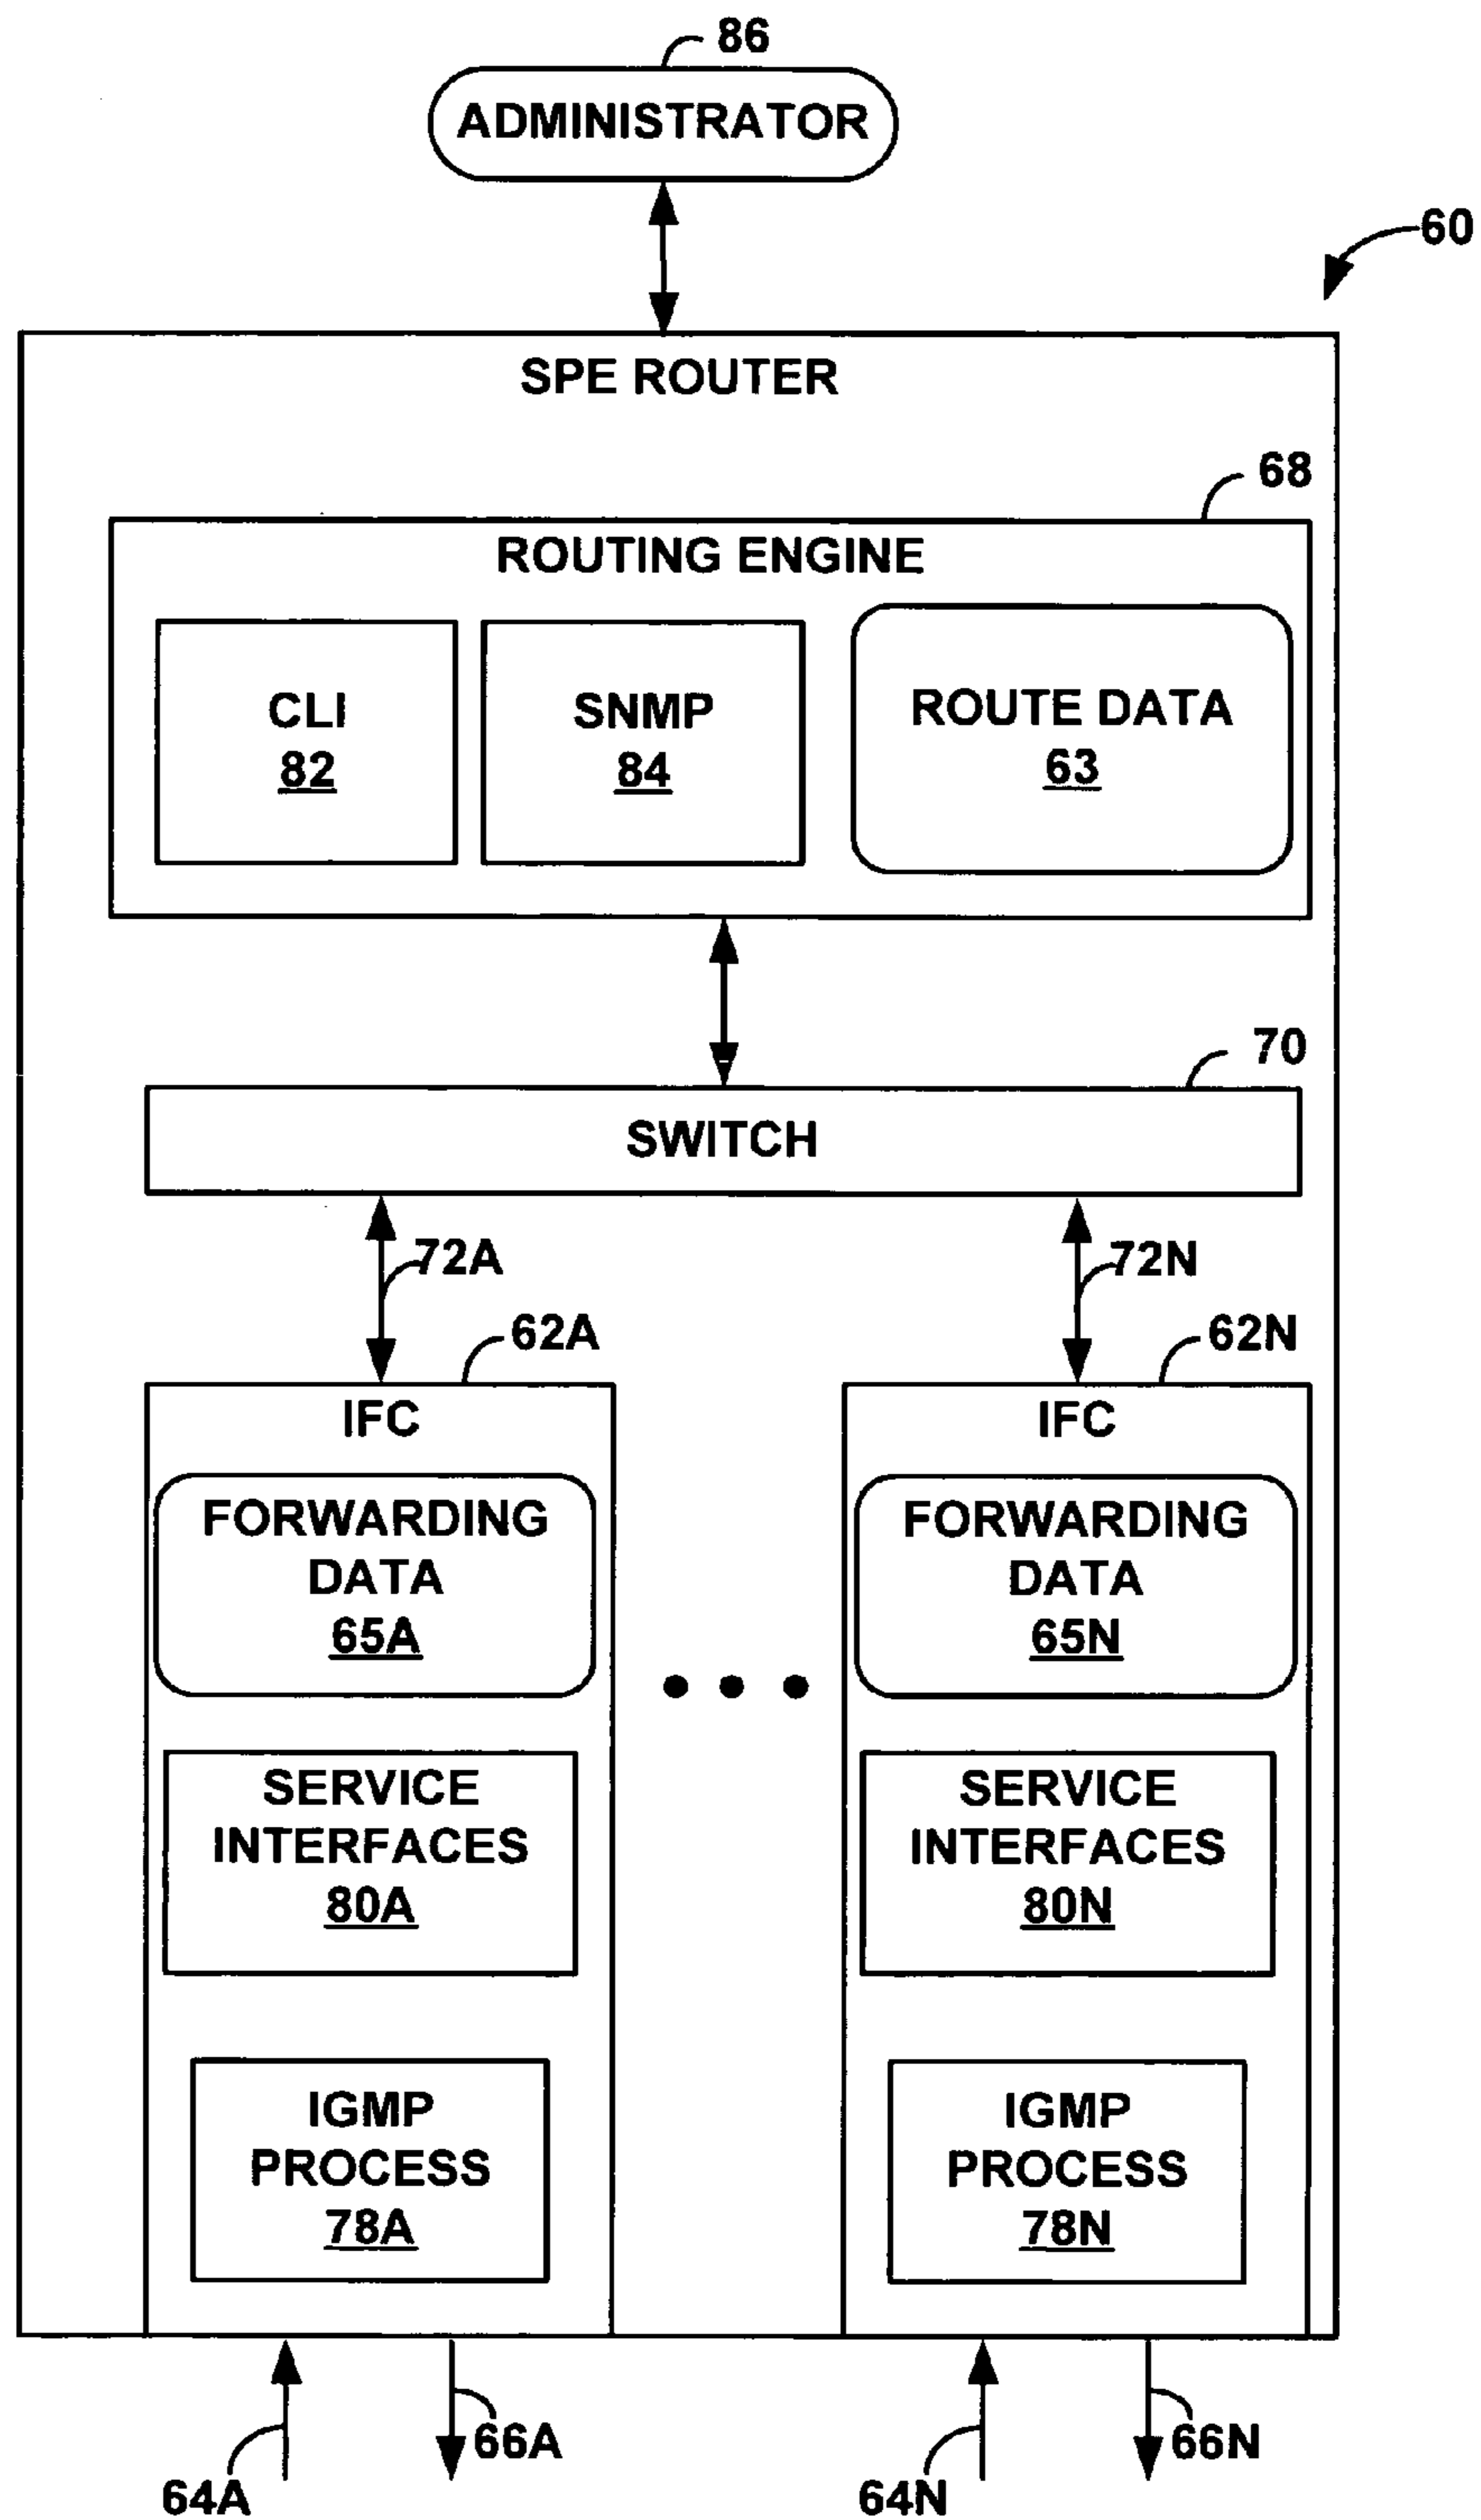 86
ADMINISTRATOR
60
SPE ROUTER
68
ROUTING ENGINE
CLI
82
SNMP
84
ROUTE DATA
63
70
SWITCH
72A
72N
62A
62N
IFC
FORWARDING
DATA
65A
SERVICE
INTERFACES
80A
IGMP
PROCESS
78A
IFC
FORWARDING
DATA
65N
SERVICE
INTERFACES
80N
IGMP
PROCESS
78N
64A
66A
64N
66N